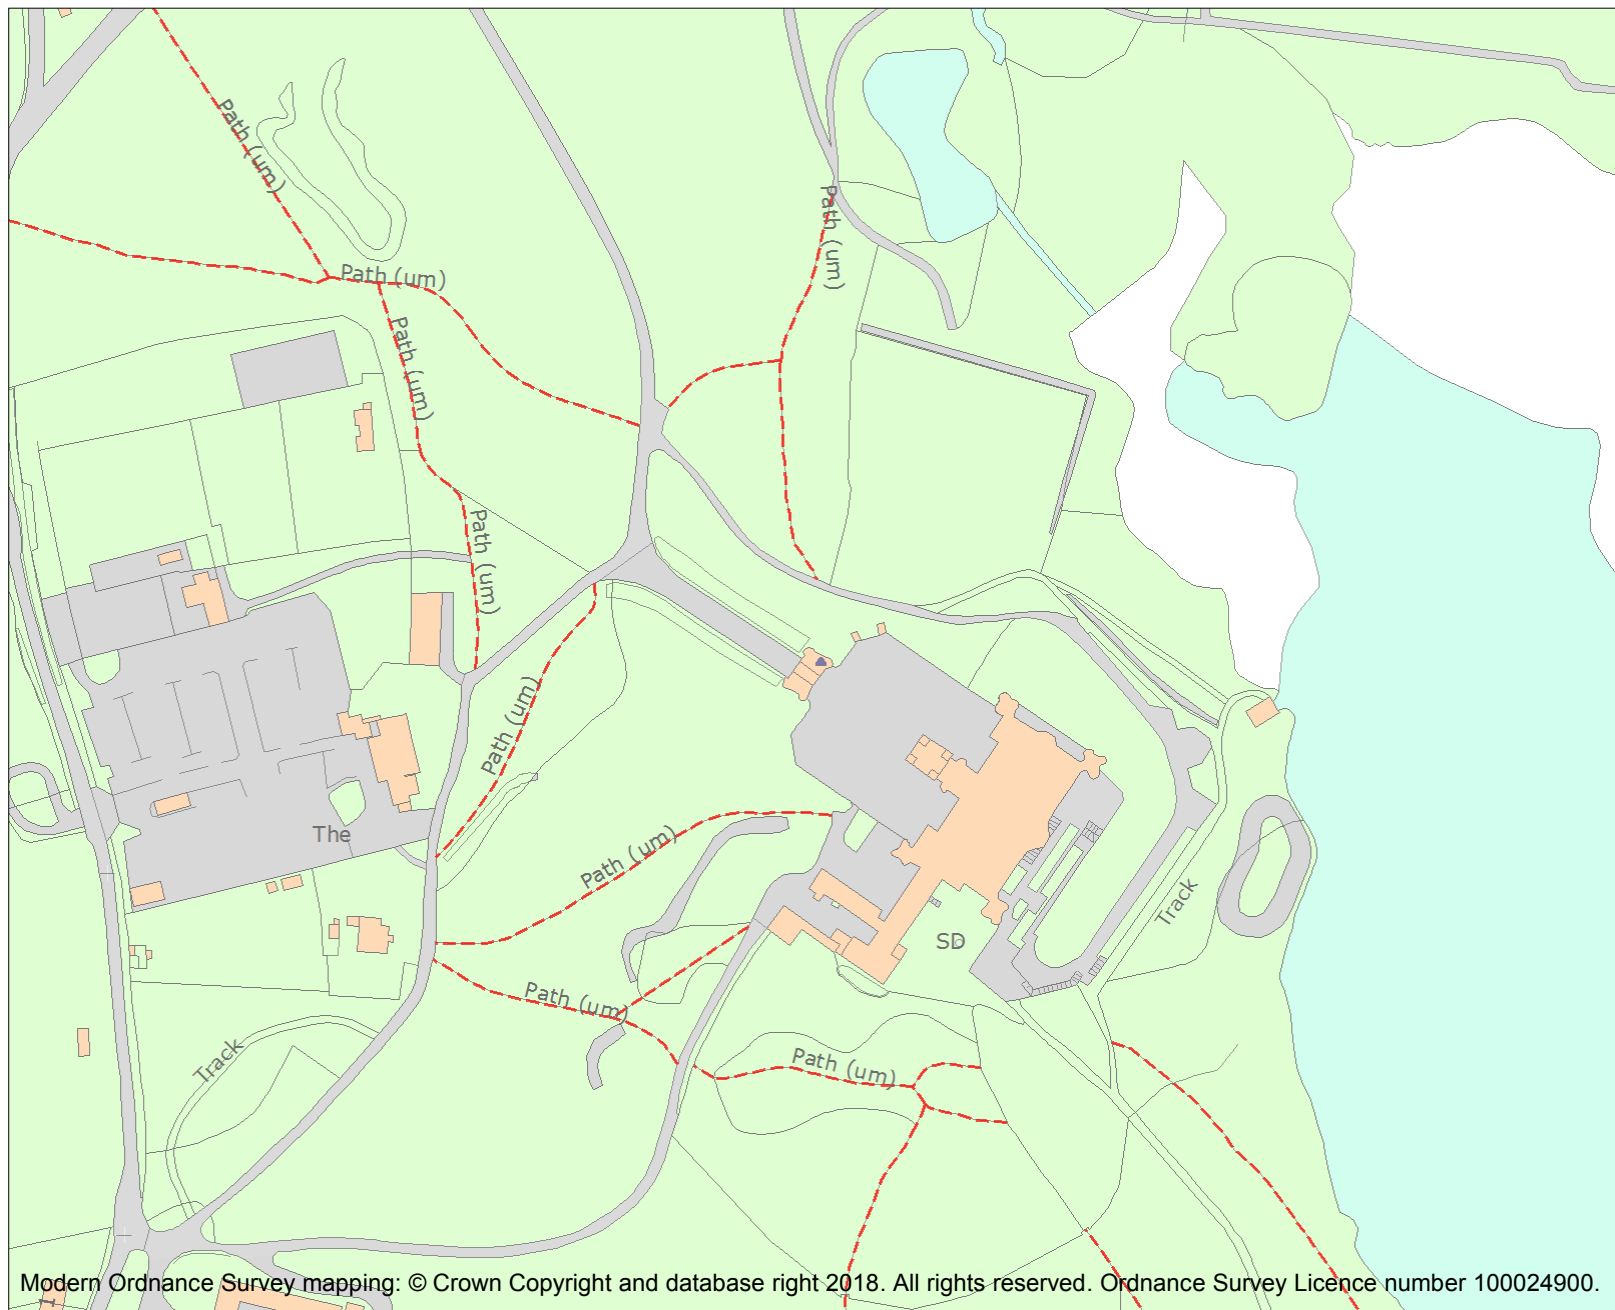 Path (um)
Path (um)
Path (um)
Path (um)
Path (um)
Path (um)
The
Path (um)
SD
Track
Path (um)
Track
Path (um)
Modern Ordnance Survey mapping: © Crown Copyright and database right 2018. All rights reserved. Ordnance Survey Licence number 100024900.